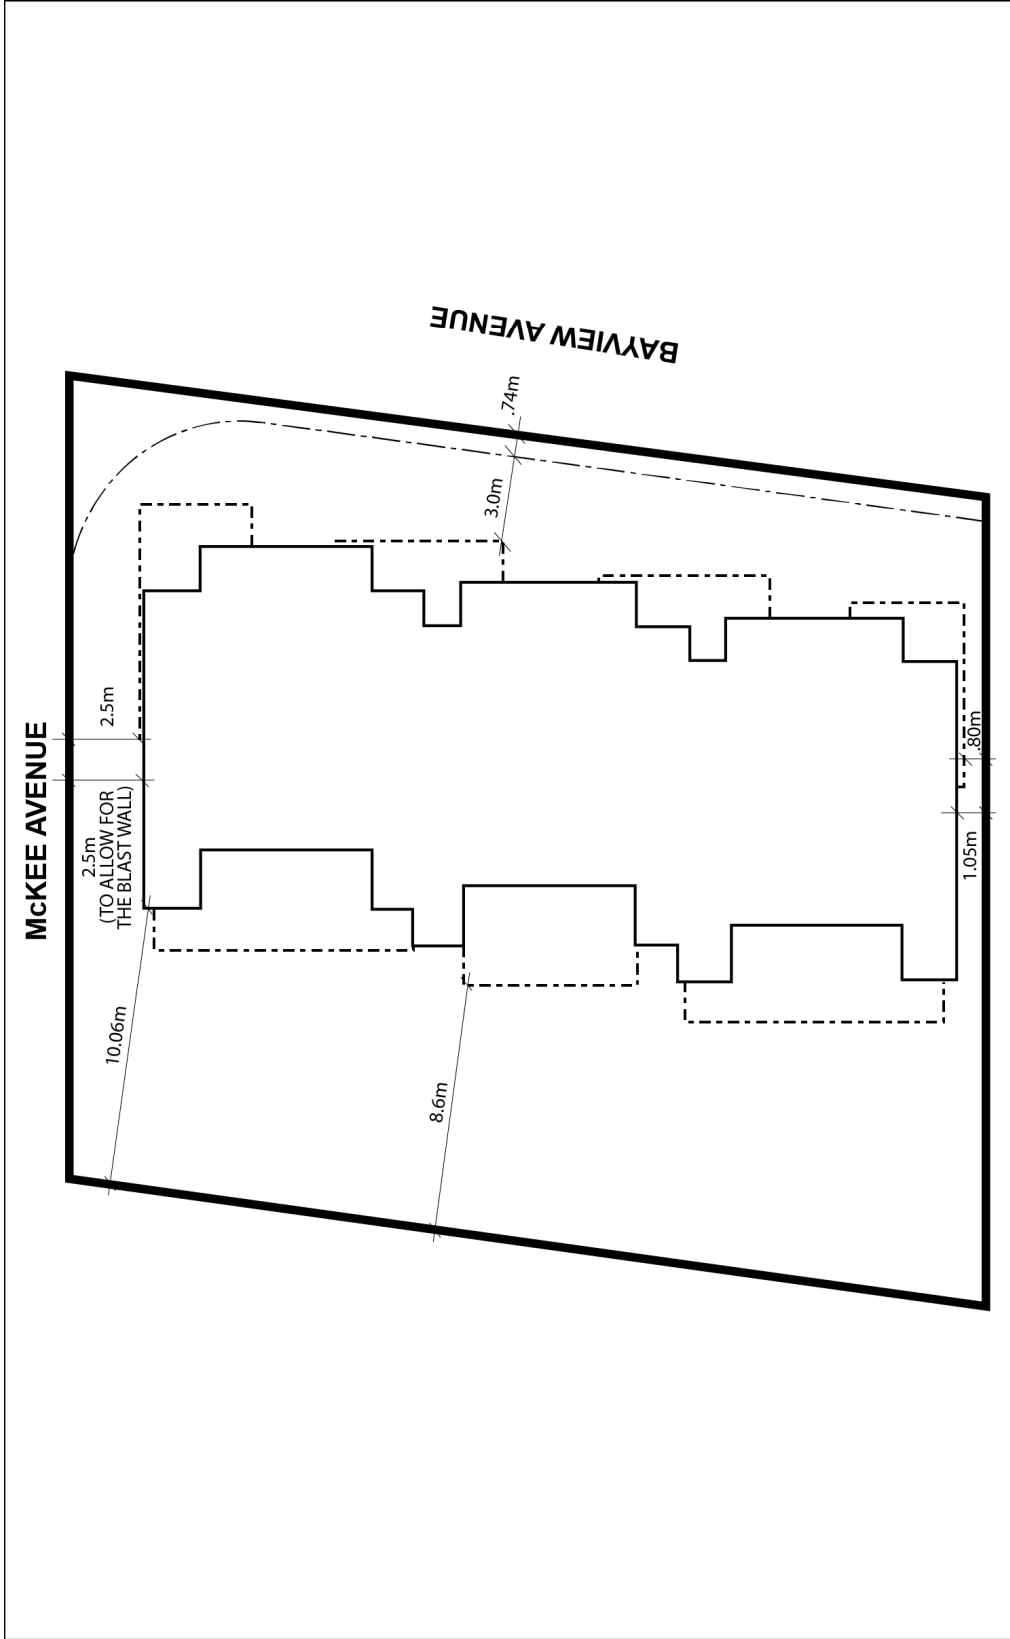 BAYVIEW AVENUE
.74m
3.0m
McKEE AVENUE
2.5m
2.5m
(TO ALLOW FOR
THE BLAST WALL)
.80m
1.05m
10.06m
8.6m